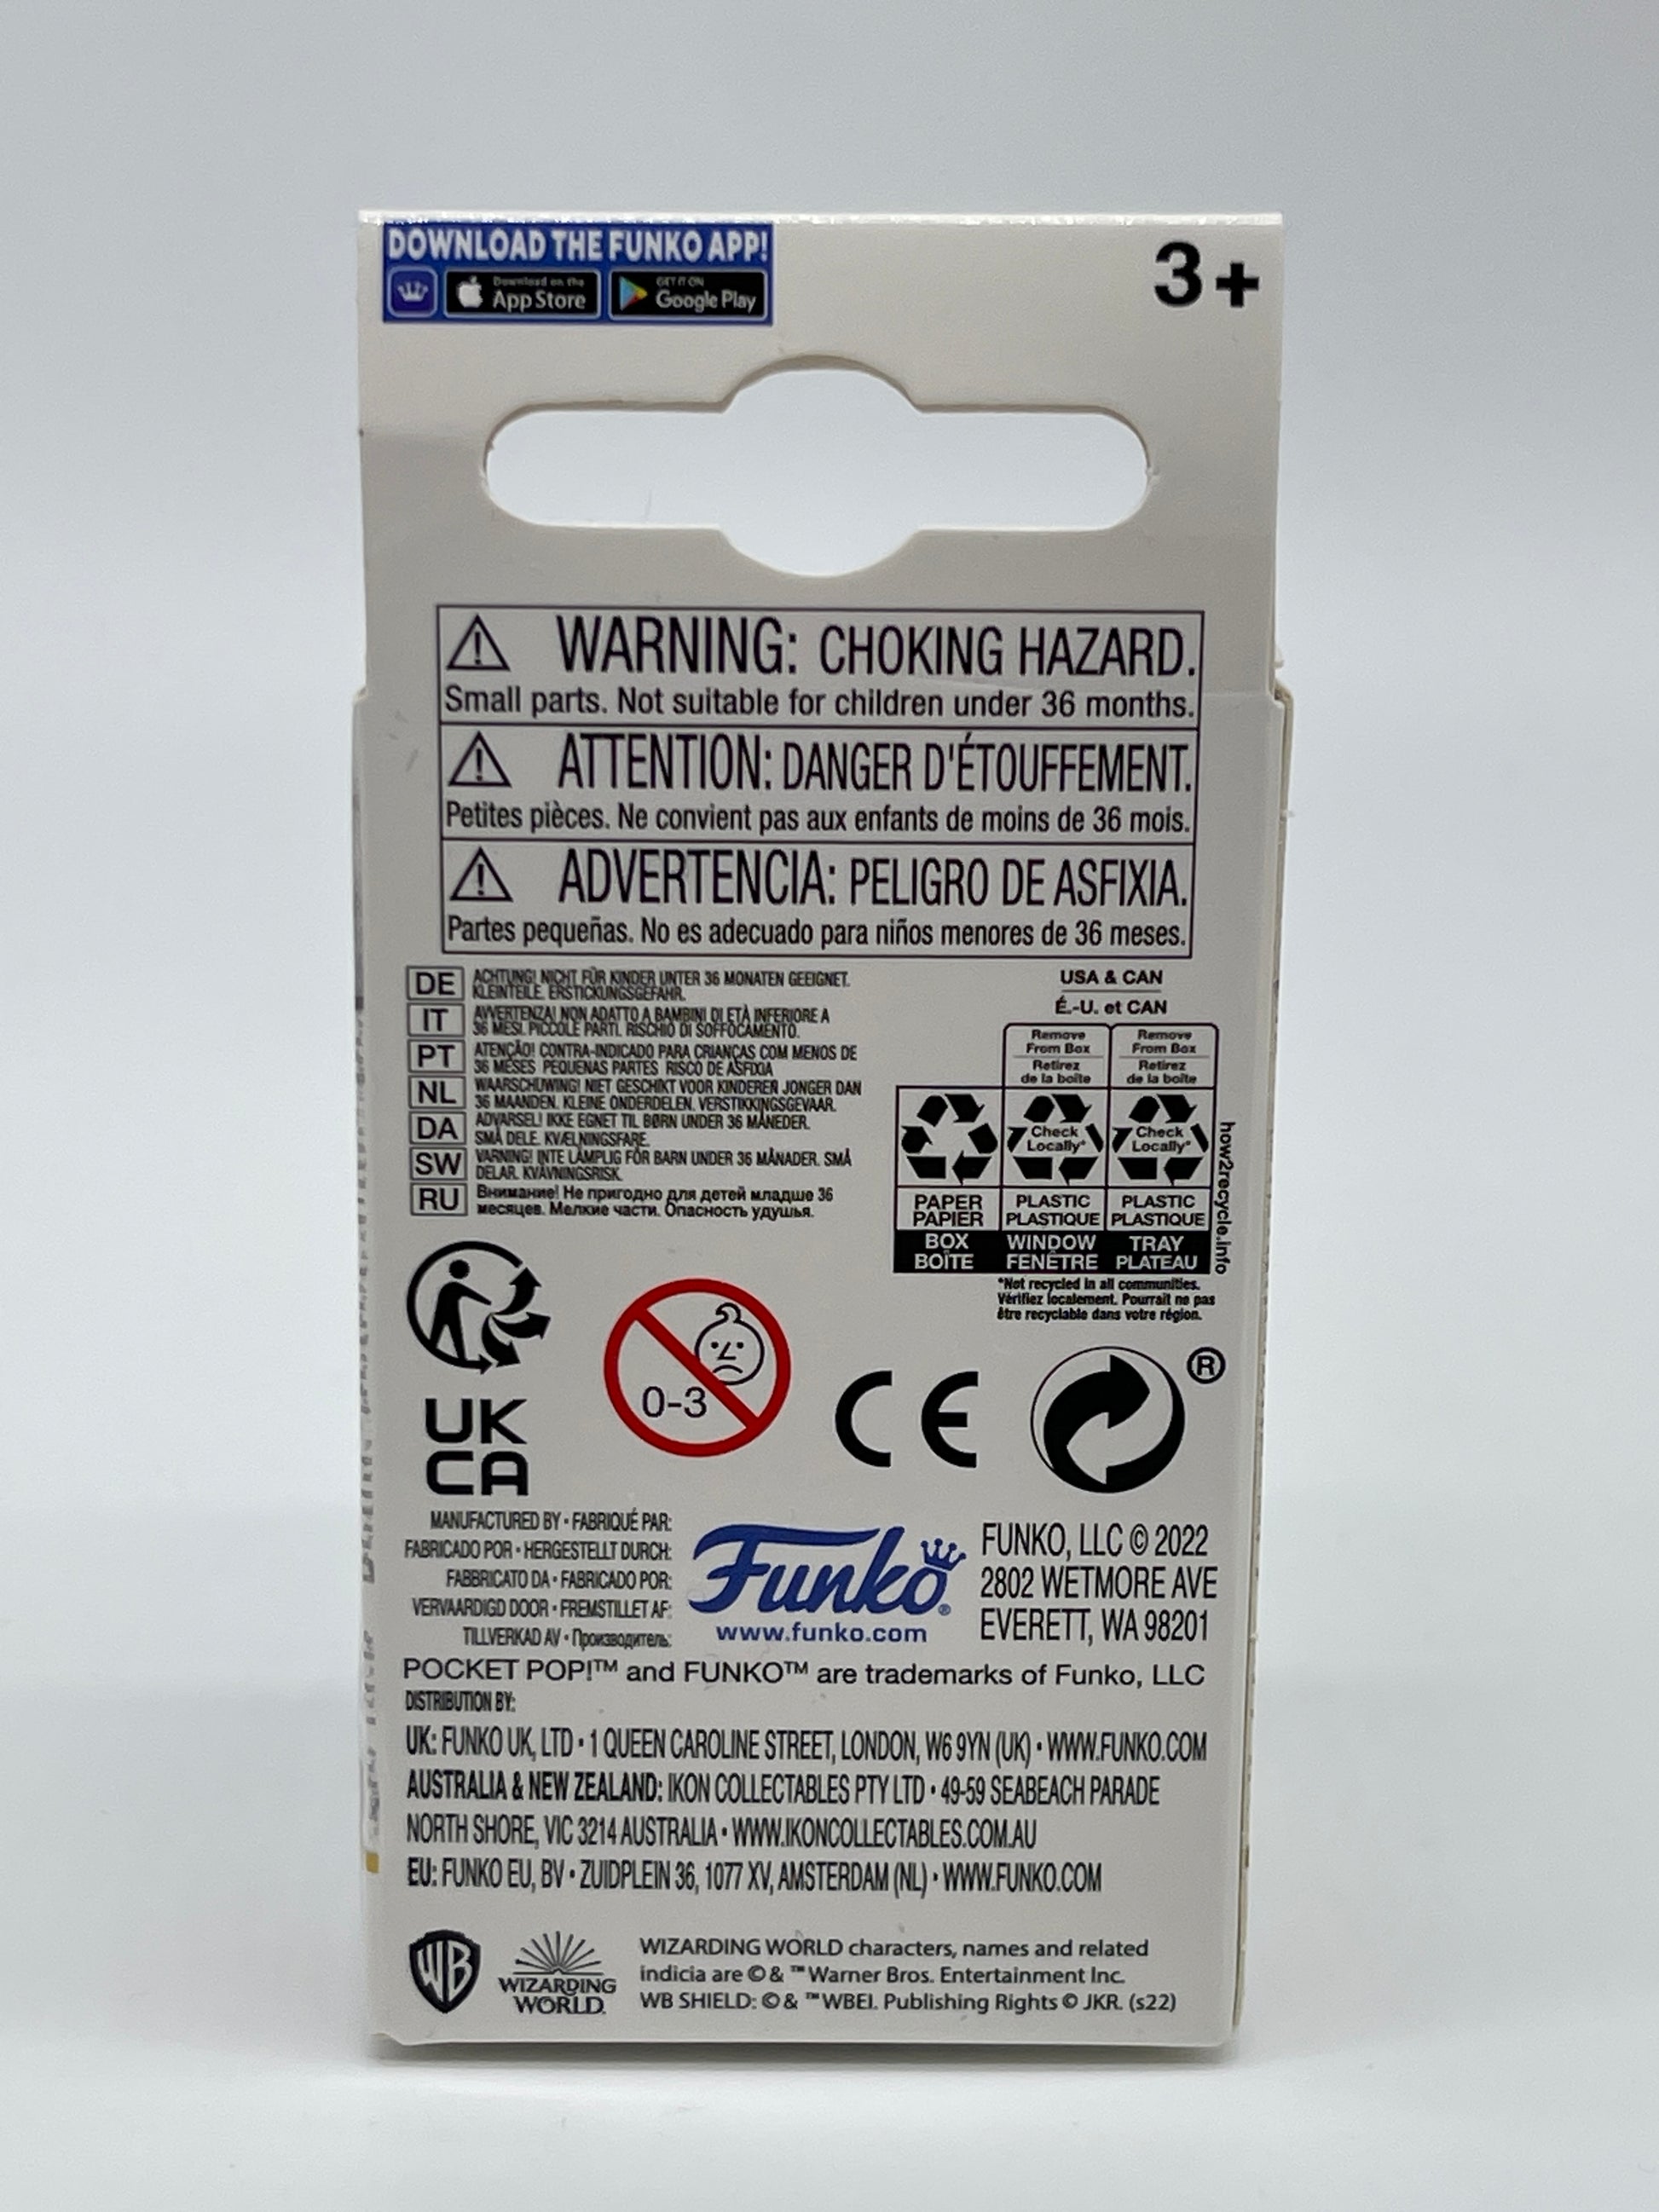 DOWNLOAD THE FUNKO APP!
Download on the
App Store
GET IT ON
Google Play
3+
WARNING: CHOKING HAZARD.
Small parts. Not suitable for children under 36 months.
ATTENTION: DANGER D'ÉTOUFFEMENT.
Petites pièces. Ne convient pas aux enfants de moins de 36 mois.
ADVERTENCIA: PELIGRO DE ASFIXIA.
Partes pequeñas. No es adecuado para niños menores de 36 meses.
DE ACHTUNG! NICHT FÜR KINDER UNTER 36 MONATEN GEEIGNET.
KLEINTEILE. ERSTICKUNGSGEFAHR.
IT AVVERTENZA! NON ADATTO A BAMBINI DI ETÀ INFERIORE A
36 MESI. PICCOLE PARTI. RISCHIO DI SOFFOCAMENTO.
PT ATENÇÃO! CONTRA-INDICADO PARA CRIANÇAS COM MENOS DE
36 MESES PEQUENAS PARTES RISCO DE ASFIXIA
NL WAARSCHUWING! NIET GESCHIKT VOOR KINDEREN JONGER DAN
36 MAANDEN. KLEINE ONDERDELEN. VERSTIKKINGSGEVAAR.
DA ADVARSEL! IKKE EGNET TIL BØRN UNDER 36 MÅNEDER.
SMÅ DELE. KVÆLNINGSFARE.
SW VARNING! INTE LÄMPLIG FÖR BARN UNDER 36 MÅNADER. SMÅ
DELAR. KVÄVNINGSRISK.
RU Внимание! Не пригодно для детей младше 36
месяцев. Мелкие части. Опасность удушья.
USA & CAN
É.-U. et CAN
Remove From Box
Retirez de la boîte
Remove From Box
Retirez de la boîte
Check Locally*
Check Locally*
PAPER
PAPIER
PLASTIC
PLASTIQUE
PLASTIC
PLASTIQUE
BOX
BOÎTE
WINDOW
FENÊTRE
TRAY
PLATEAU
how2recycle.info
*Not recycled in all communities.
Vérifiez localement. Pourrait ne pas
être recyclable dans votre région.
UK
CA
0-3
CE
®
MANUFACTURED BY • FABRIQUÉ PAR:
FABRICADO POR • HERGESTELLT DURCH:
FABBRICATO DA • FABRICADO POR:
VERVAARDIGD DOOR • FREMSTILLET AF:
TILLVERKAD AV • Производитель:
Funko®
www.funko.com
FUNKO, LLC © 2022
2802 WETMORE AVE
EVERETT, WA 98201
POCKET POP!™ and FUNKO™ are trademarks of Funko, LLC
DISTRIBUTION BY:
UK: FUNKO UK, LTD • 1 QUEEN CAROLINE STREET, LONDON, W6 9YN (UK) • WWW.FUNKO.COM
AUSTRALIA & NEW ZEALAND: IKON COLLECTABLES PTY LTD • 49-59 SEABEACH PARADE
NORTH SHORE, VIC 3214 AUSTRALIA • WWW.IKONCOLLECTABLES.COM.AU
EU: FUNKO EU, BV • ZUIDPLEIN 36, 1077 XV, AMSTERDAM (NL) • WWW.FUNKO.COM
WB
WIZARDING
WORLD
WIZARDING WORLD characters, names and related
indicia are © & ™ Warner Bros. Entertainment Inc.
WB SHIELD: © & ™ WBEI. Publishing Rights © JKR. (s22)